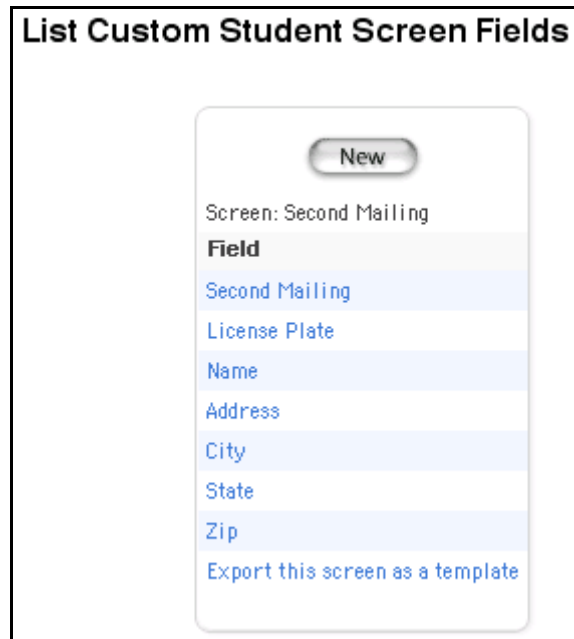 List Custom Student Screen Fields
New
Screen: Second Mailing
Field
Second Mailing
License Plate
Name
Address
City
State
Zip
Export this screen as a template